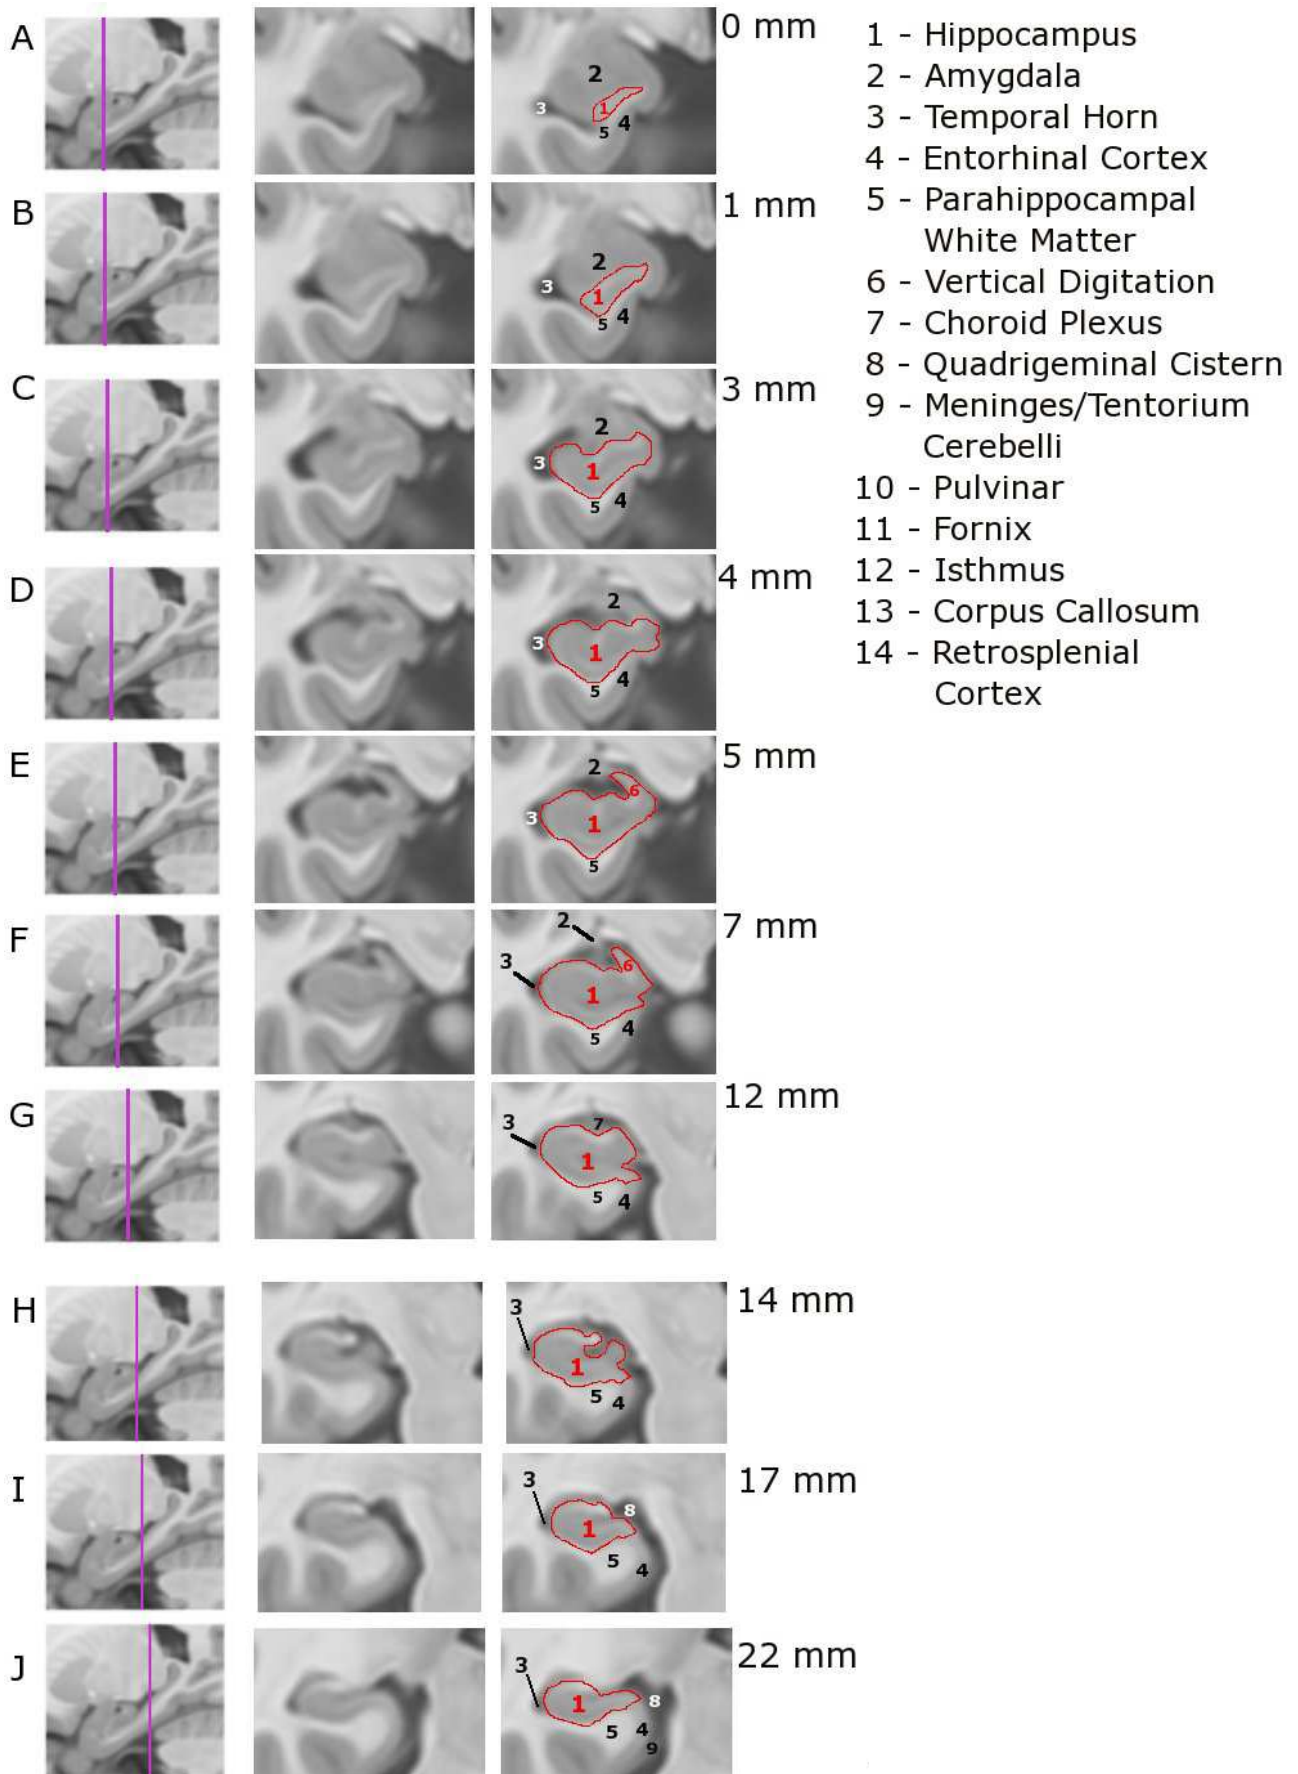 A
0 mm
2
3
1
5
4
B
1 mm
2
3
1
5
4
C
3 mm
2
3
1
5
4
D
4 mm
2
3
1
5
4
E
5 mm
2
6
3
1
5
F
7 mm
2
3
6
1
5
4
G
12 mm
3
7
1
5
4
H
14 mm
3
1
5
4
I
17 mm
3
8
1
5
4
J
22 mm
3
1
8
5
4
9
1 - Hippocampus
2 - Amygdala
3 - Temporal Horn
4 - Entorhinal Cortex
5 - Parahippocampal
White Matter
6 - Vertical Digitation
7 - Choroid Plexus
8 - Quadrigeminal Cistern
9 - Meninges/Tentorium
Cerebelli
10 - Pulvinar
11 - Fornix
12 - Isthmus
13 - Corpus Callosum
14 - Retrosplenial
Cortex